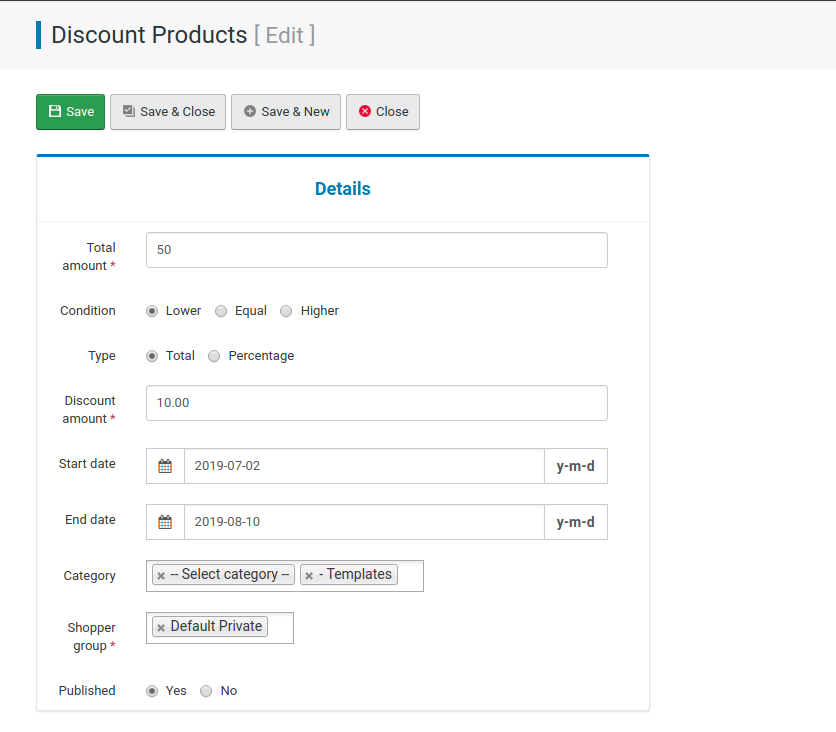 Discount Products [ Edit ]
Save Save & Close Save & New Close
Details
Total
amount *
50
Condition Lower Equal Higher
Type Total Percentage
Discount
amount *
10.00
Start date 2019-07-02 y-m-d
End date 2019-08-10 y-m-d
Category × -- Select category -- × - Templates
Shopper
group *
× Default Private
Published Yes No